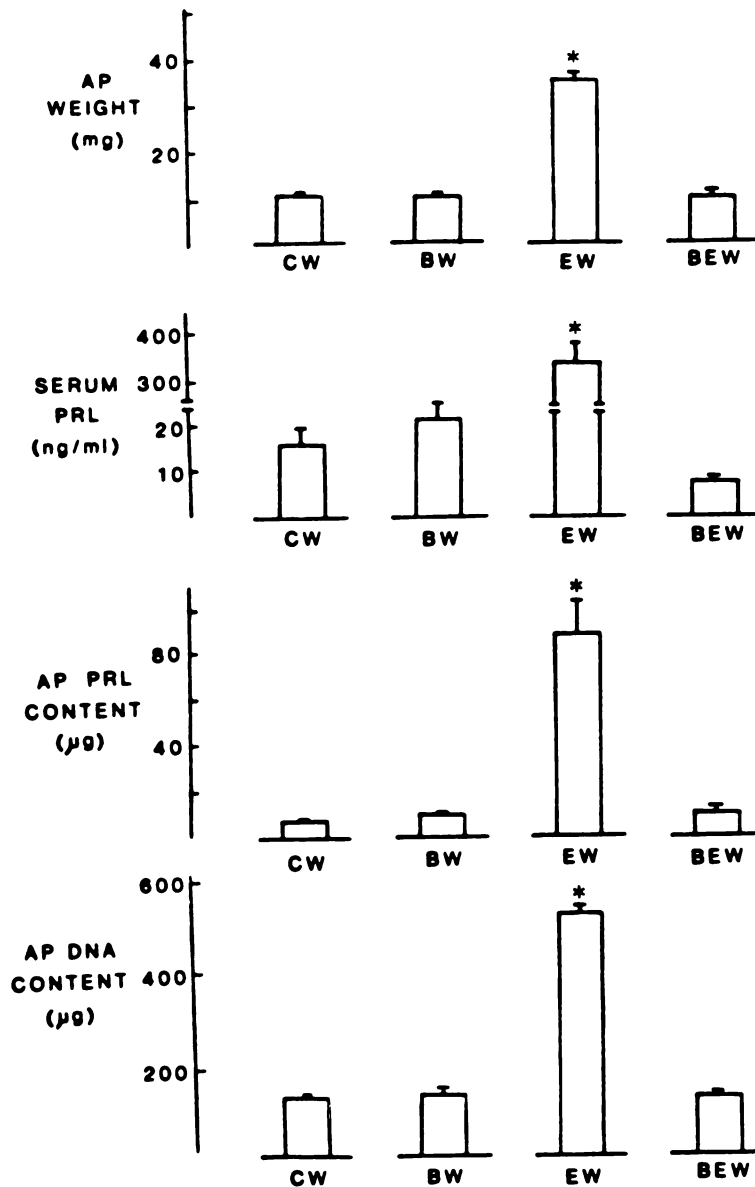 AP
WEIGHT
(mg)
40
20
*
CW BW EW BEW
SERUM
PRL
(ng/ml)
400
300
20
10
*
CW BW EW BEW
AP PRL
CONTENT
(µg)
80
40
*
CW BW EW BEW
AP DNA
CONTENT
(µg)
600
400
200
*
CW BW EW BEW